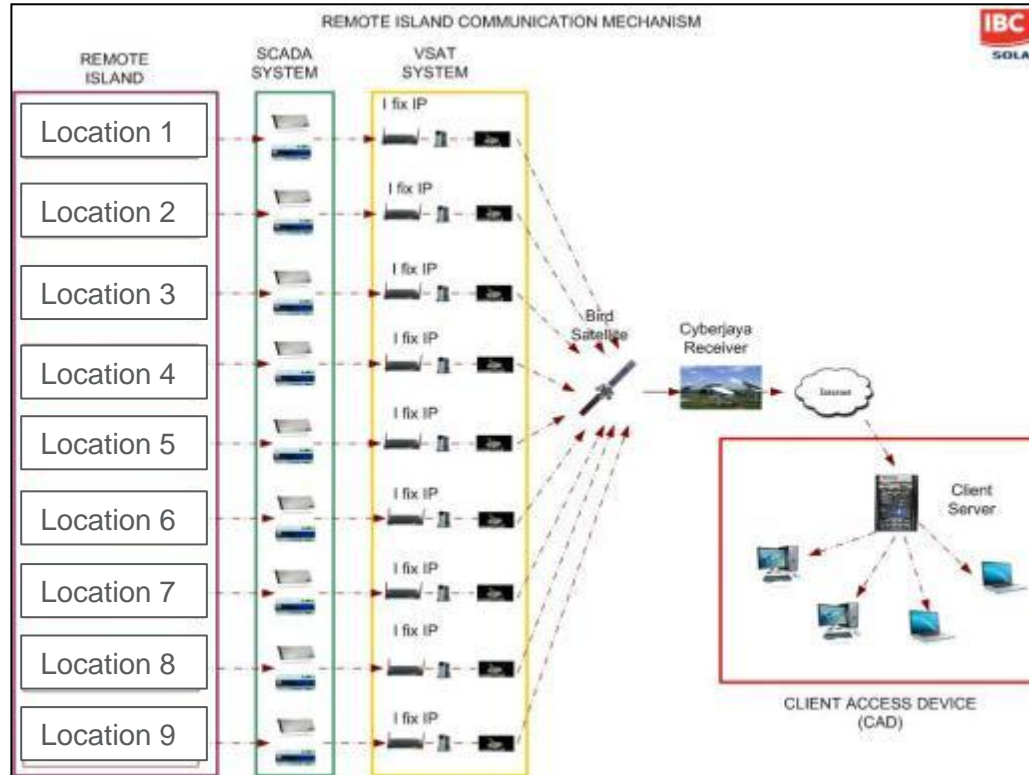 REMOTE ISLAND COMMUNICATION MECHANISM
IBC
SOLA
REMOTE
ISLAND
SCADA
SYSTEM
VSAT
SYSTEM
Location 1
I fix IP
Location 2
I fix IP
Location 3
I fix IP
Location 4
I fix IP
Location 5
I fix IP
Location 6
I fix IP
Location 7
I fix IP
Location 8
I fix IP
Location 9
I fix IP
Bird
Satellite
Cyberjaya
Receiver
Internet
Client
Server
CLIENT ACCESS DEVICE
(CAD)